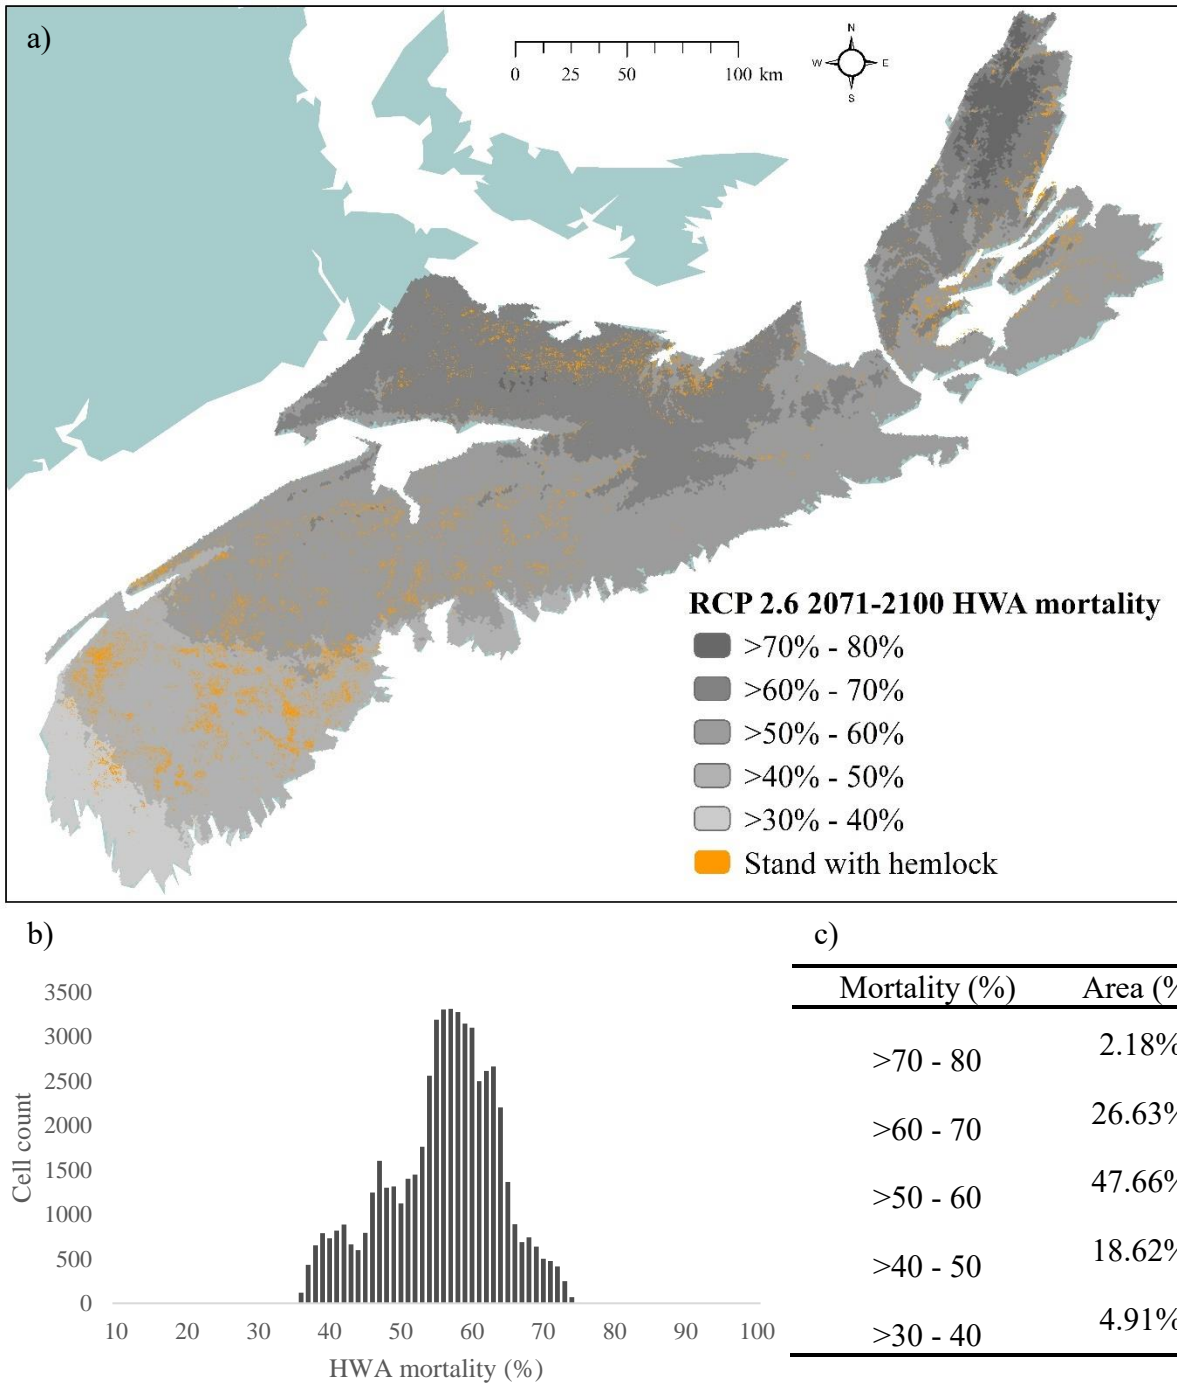 a)
N
W E
S
0 25 50 100 km
RCP 2.6 2071-2100 HWA mortality
>70% - 80%
>60% - 70%
>50% - 60%
>40% - 50%
>30% - 40%
Stand with hemlock
b)
3500
3000
2500
2000
1500
1000
500
0
Cell count
10 20 30 40 50 60 70 80 90 100
HWA mortality (%)
c)
Mortality (%) Area (%
>70 - 80 2.18%
>60 - 70 26.63%
>50 - 60 47.66%
>40 - 50 18.62%
>30 - 40 4.91%